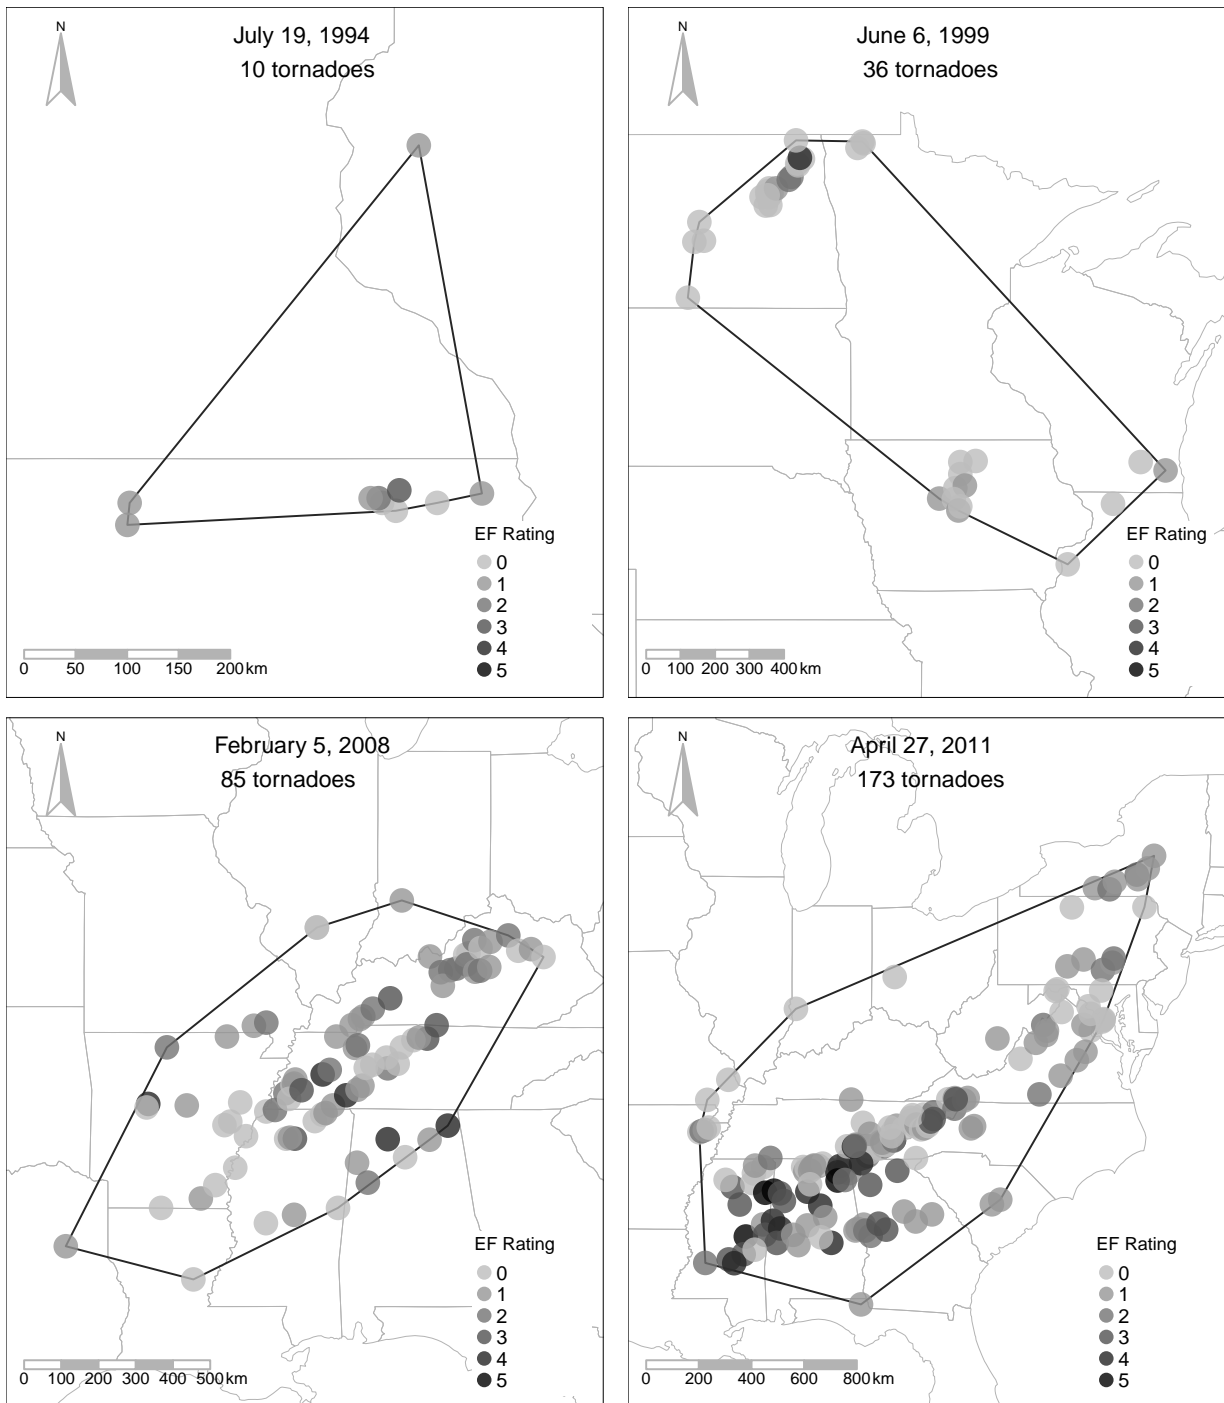 N
July 19, 1994
10 tornadoes
EF Rating
0
1
2
3
4
5
0 50 100 150 200 km
N
June 6, 1999
36 tornadoes
EF Rating
0
1
2
3
4
5
0 100 200 300 400 km
N
February 5, 2008
85 tornadoes
EF Rating
0
1
2
3
4
5
0 100 200 300 400 500 km
N
April 27, 2011
173 tornadoes
EF Rating
0
1
2
3
4
5
0 200 400 600 800 km